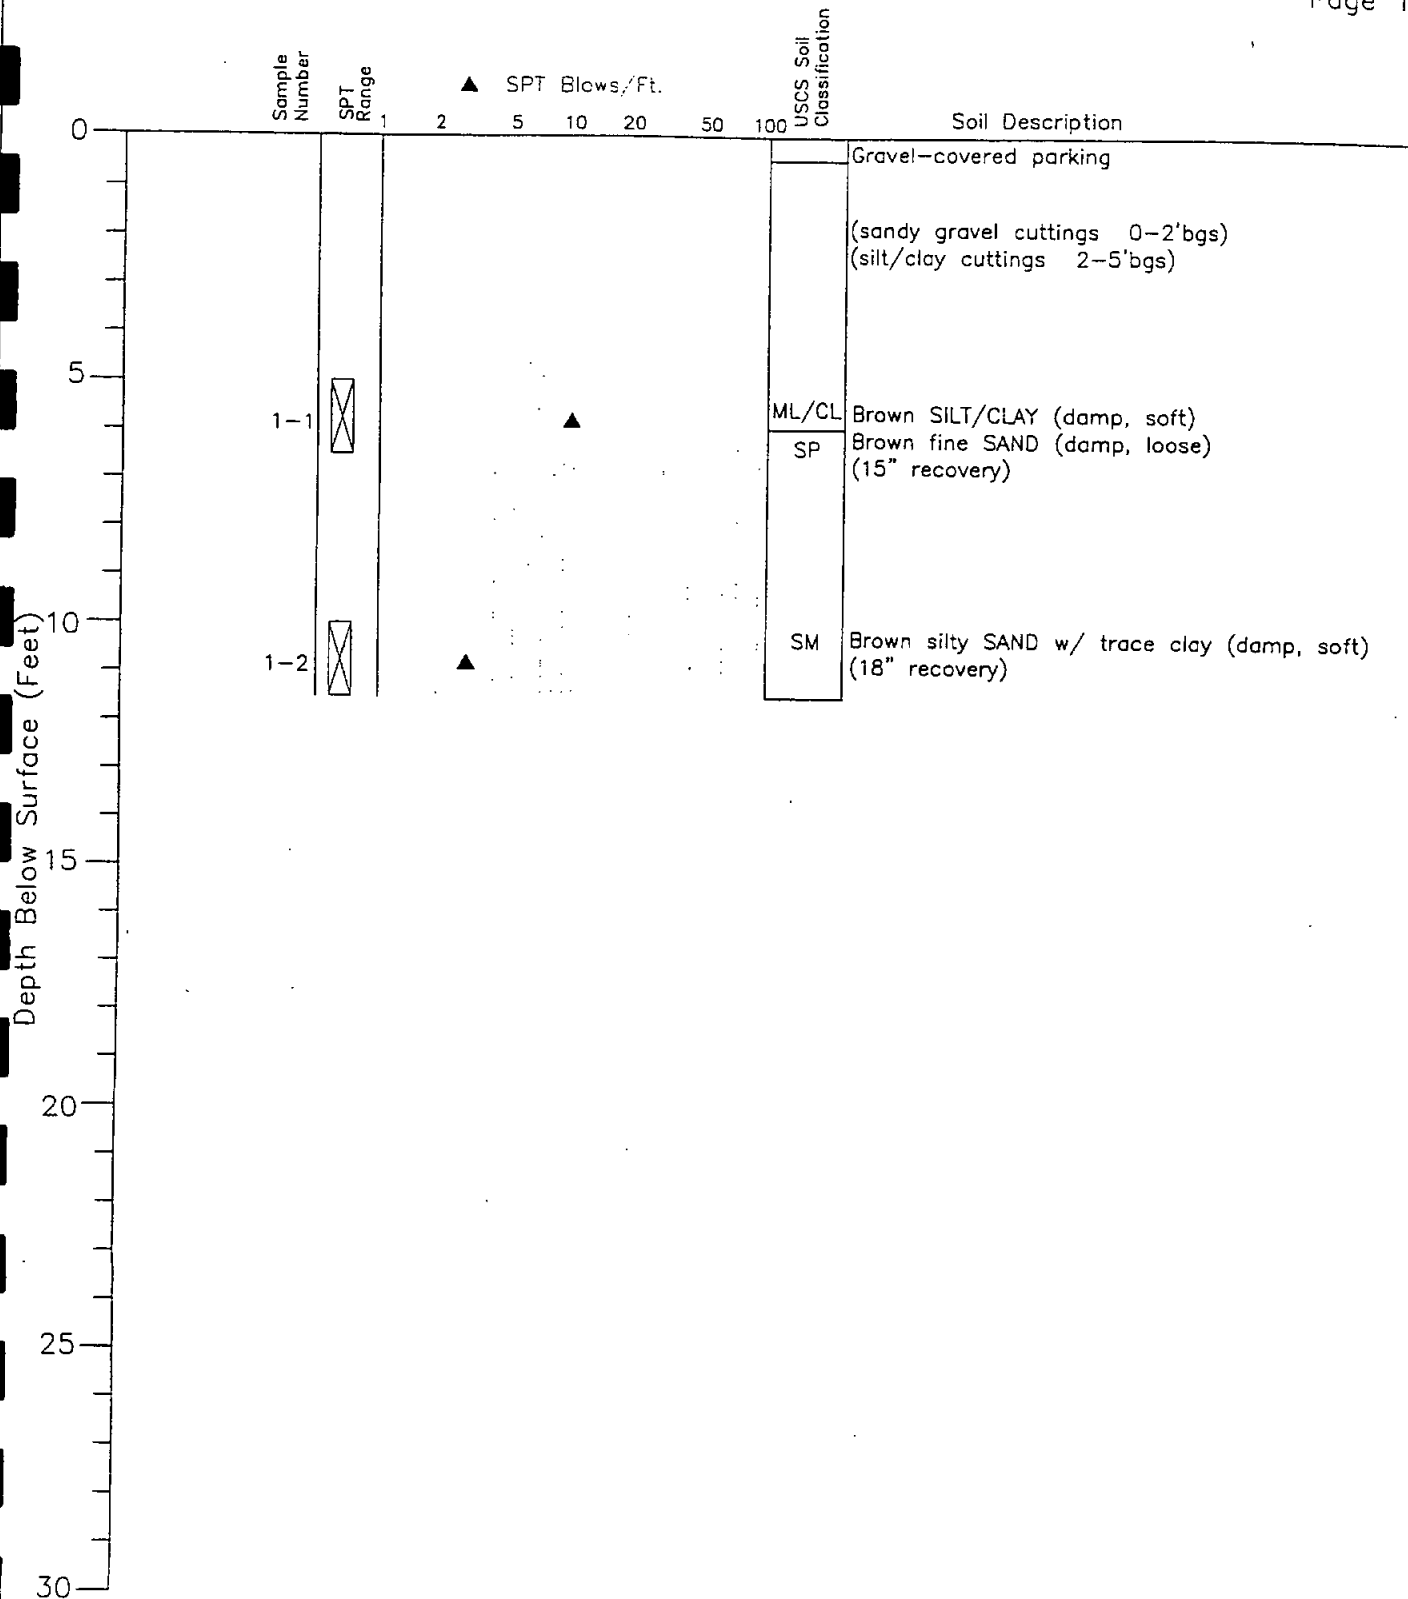 Page 1
Sample Number
SPT Range
▲ SPT Blows/Ft.
USCS Soil Classification
1 2 5 10 20 50 100
Soil Description
0
Gravel-covered parking
(sandy gravel cuttings 0-2'bgs)
(silt/clay cuttings 2-5'bgs)
5
1-1
ML/CL Brown SILT/CLAY (damp, soft)
SP Brown fine SAND (damp, loose)
(15" recovery)
10
1-2
SM Brown silty SAND w/ trace clay (damp, soft)
(18" recovery)
Depth Below Surface (Feet)
15
20
25
30